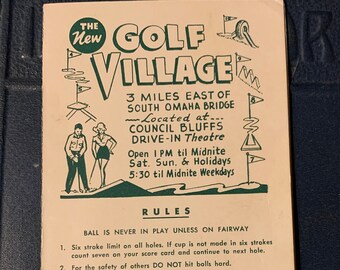 THE
New
GOLF
VILLAGE
3 MILES EAST OF
SOUTH OMAHA BRIDGE
Located at...
COUNCIL BLUFFS
DRIVE-IN Theatre
Open 1 PM til Midnite
Sat. Sun. & Holidays
5:30 til Midnite Weekdays
RULES
BALL IS NEVER IN PLAY UNLESS ON FAIRWAY
1. Six stroke limit on all holes. If cup is not made in six strokes
count seven on your score card and continue to next hole.
2. For the safety of others DO NOT hit balls hard.